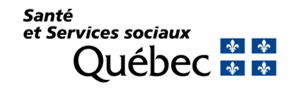 Santé
et Services sociaux
Québec